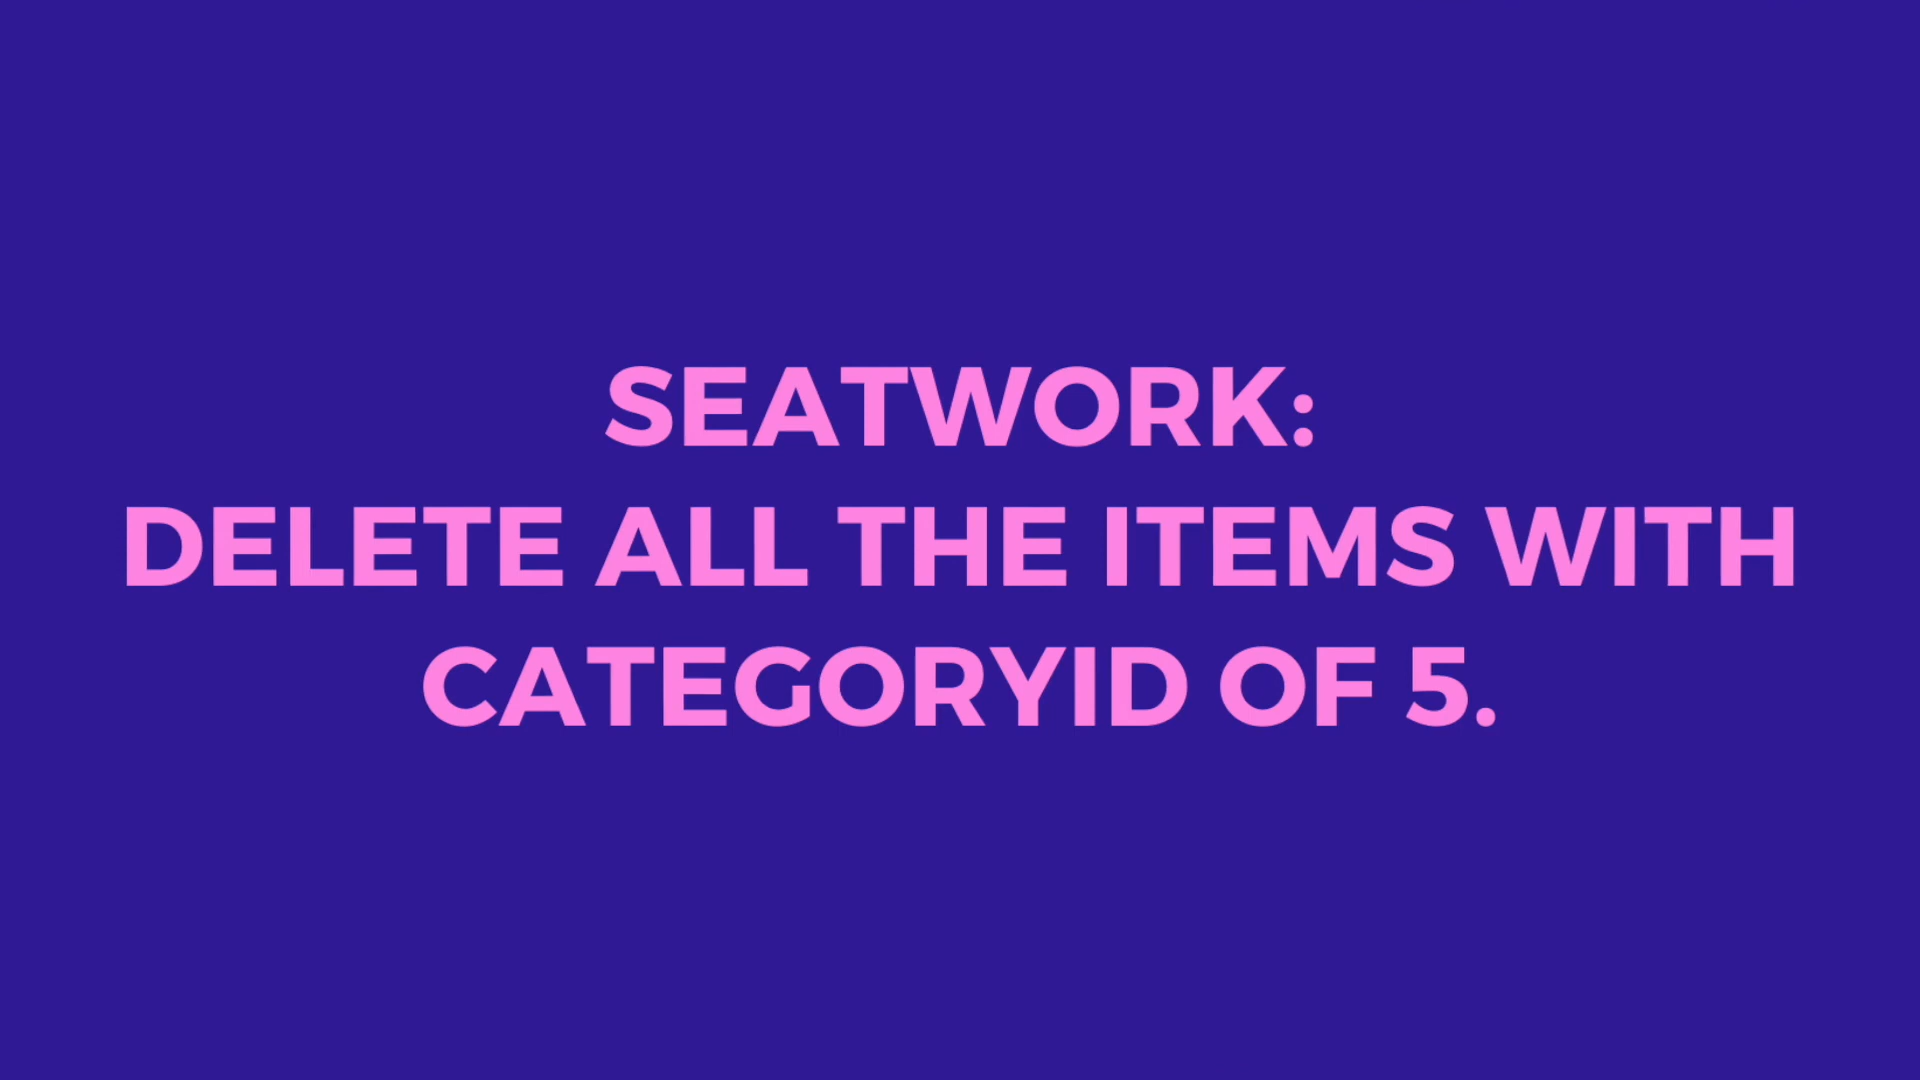 SEATWORK:
DELETE ALL THE ITEMS WITH
CATEGORYID OF 5.